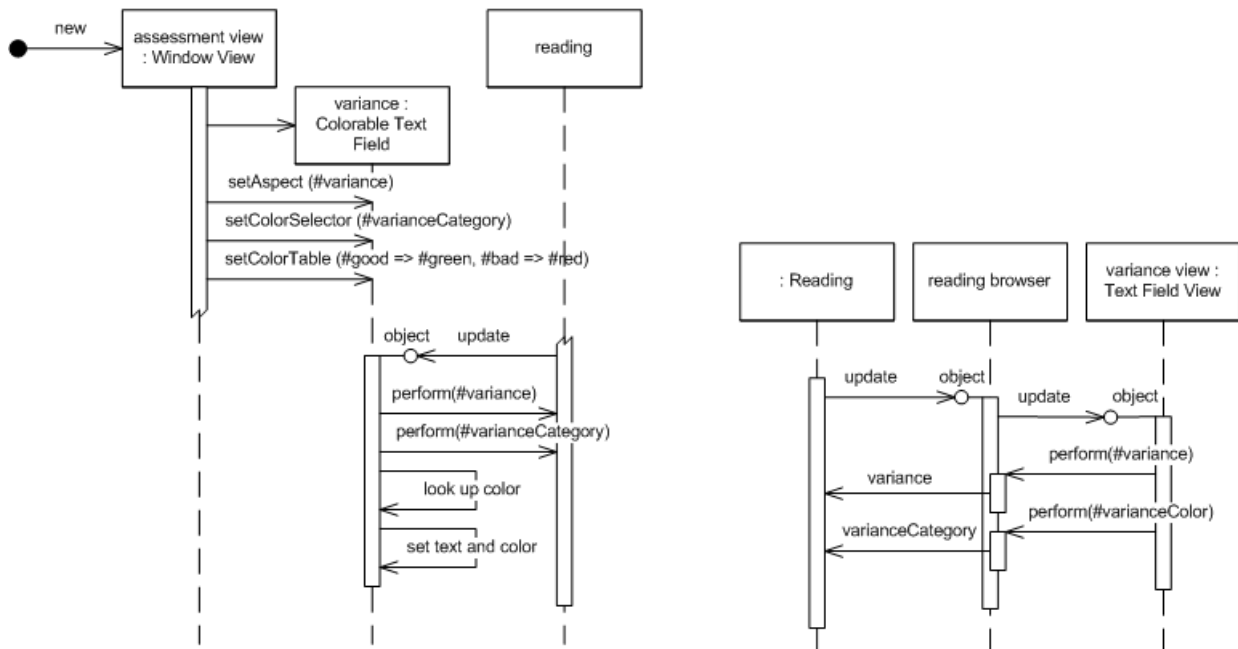 new
assessment view
: Window View
reading
variance :
Colorable Text
Field
setAspect (#variance)
setColorSelector (#varianceCategory)
setColorTable (#good => #green, #bad => #red)
object
update
perform(#variance)
perform(#varianceCategory)
look up color
set text and color
: Reading
reading browser
variance view :
Text Field View
update
object
update
object
perform(#variance)
variance
perform(#varianceColor)
varianceCategory